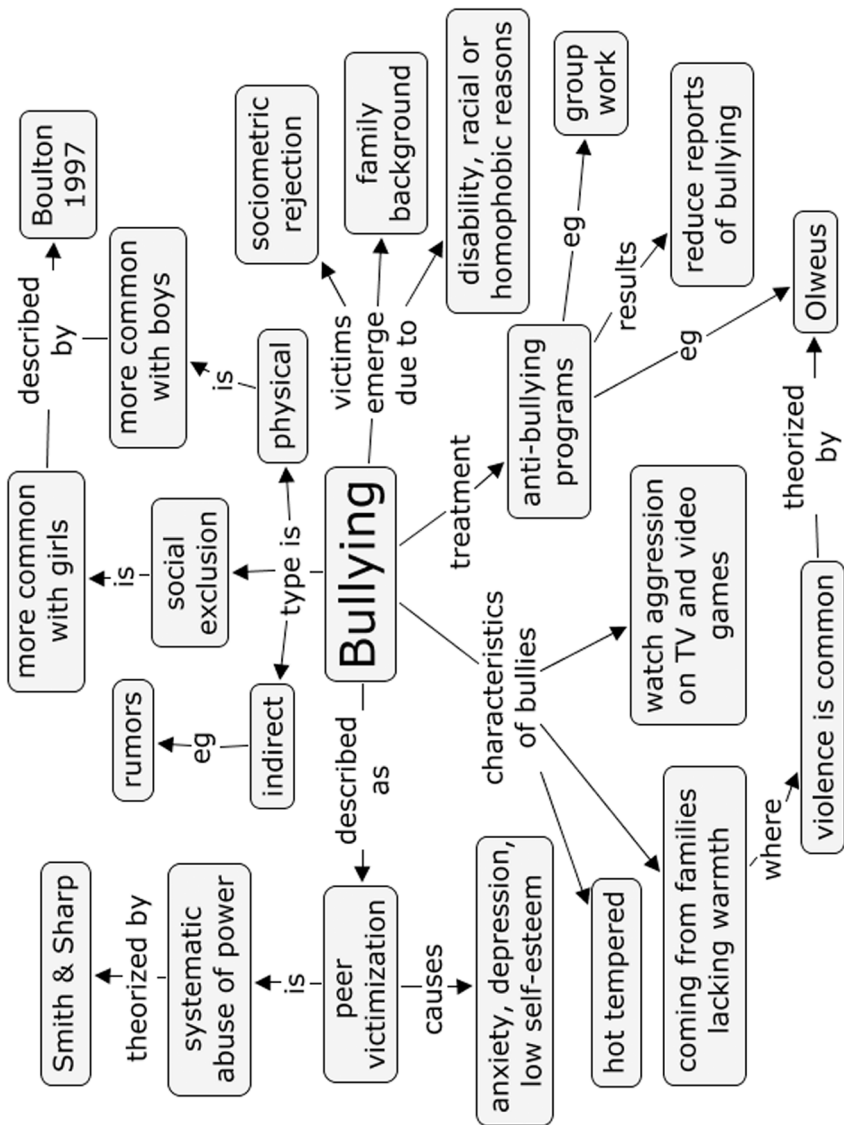 Smith & Sharp
theorized by
systematic
abuse of power
is
peer
victimization
causes
anxiety, depression,
low self-esteem
described
as
rumors
eg
indirect
more common
with girls
is
social
exclusion
type is
described
by
Boulton
1997
more common
with boys
is
physical
Bullying
victims
emerge
due to
sociometric
rejection
family
background
disability, racial or
homophobic reasons
treatment
anti-bullying
programs
eg
group
work
results
reduce reports
of bullying
eg
Olweus
characteristics
of bullies
hot tempered
coming from families
lacking warmth
watch aggression
on TV and video
games
where
violence is common
theorized
by